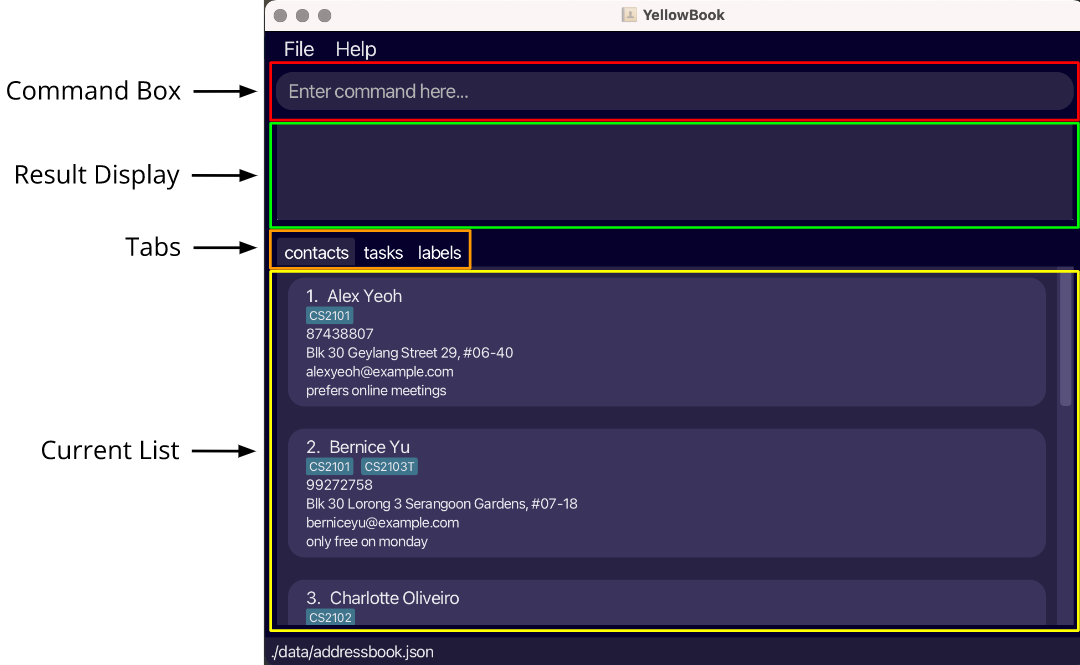 YellowBook
File Help
Command Box
Enter command here...
Result Display
Tabs
contacts tasks labels
1. Alex Yeoh
CS2101
87438807
Blk 30 Geylang Street 29, #06-40
alexyeoh@example.com
prefers online meetings
Current List
2. Bernice Yu
CS2101 CS2103T
99272758
Blk 30 Lorong 3 Serangoon Gardens, #07-18
berniceyu@example.com
only free on monday
3. Charlotte Oliveiro
CS2102
./data/addressbook.json